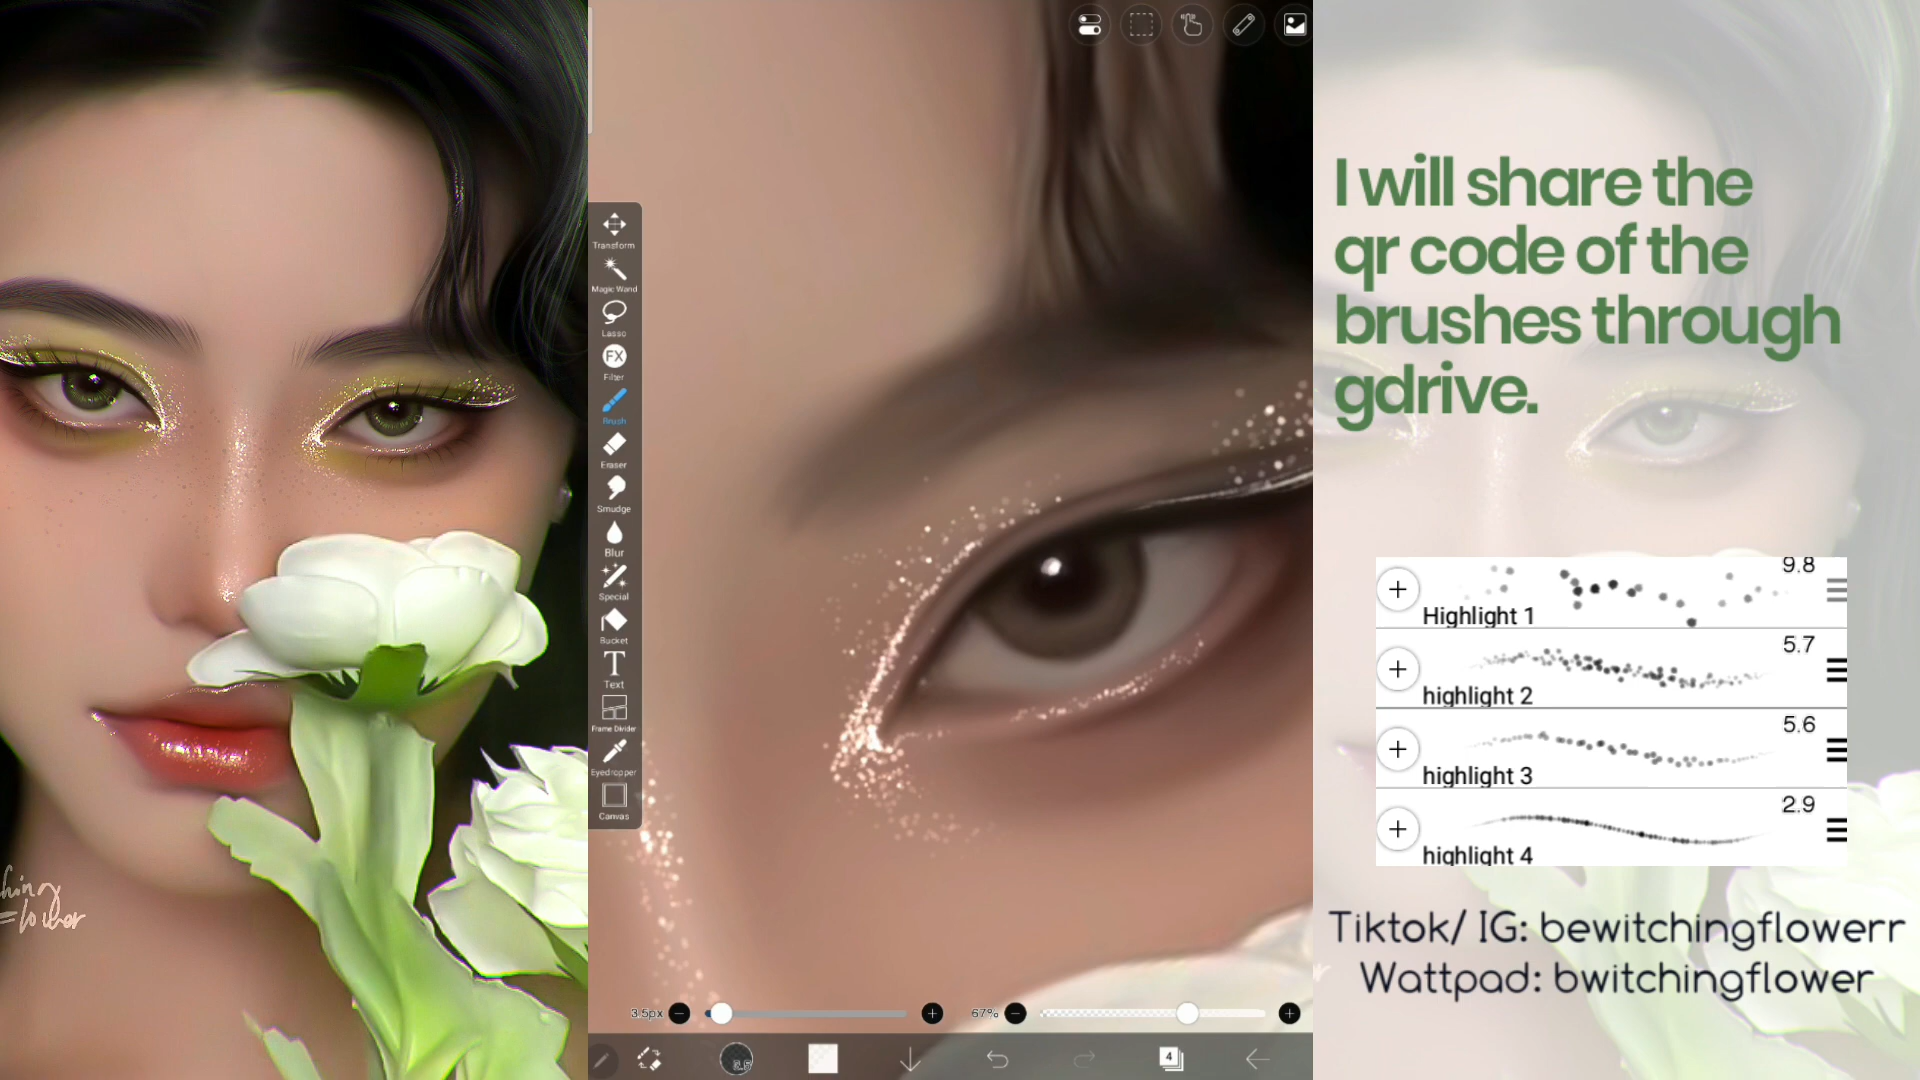 hing
flower
Transform
Magic Wand
Lasso
FX
Filter
Brush
Eraser
Smudge
Blur
Special
Bucket
T
Text
Frame Divider
Eyedropper
Canvas
3.5px
67%
4
I will share the
qr code of the
brushes through
gdrive.
9.8
Highlight 1
5.7
highlight 2
5.6
highlight 3
2.9
highlight 4
Tiktok/ IG: bewitchingflowerr
Wattpad: bwitchingflower